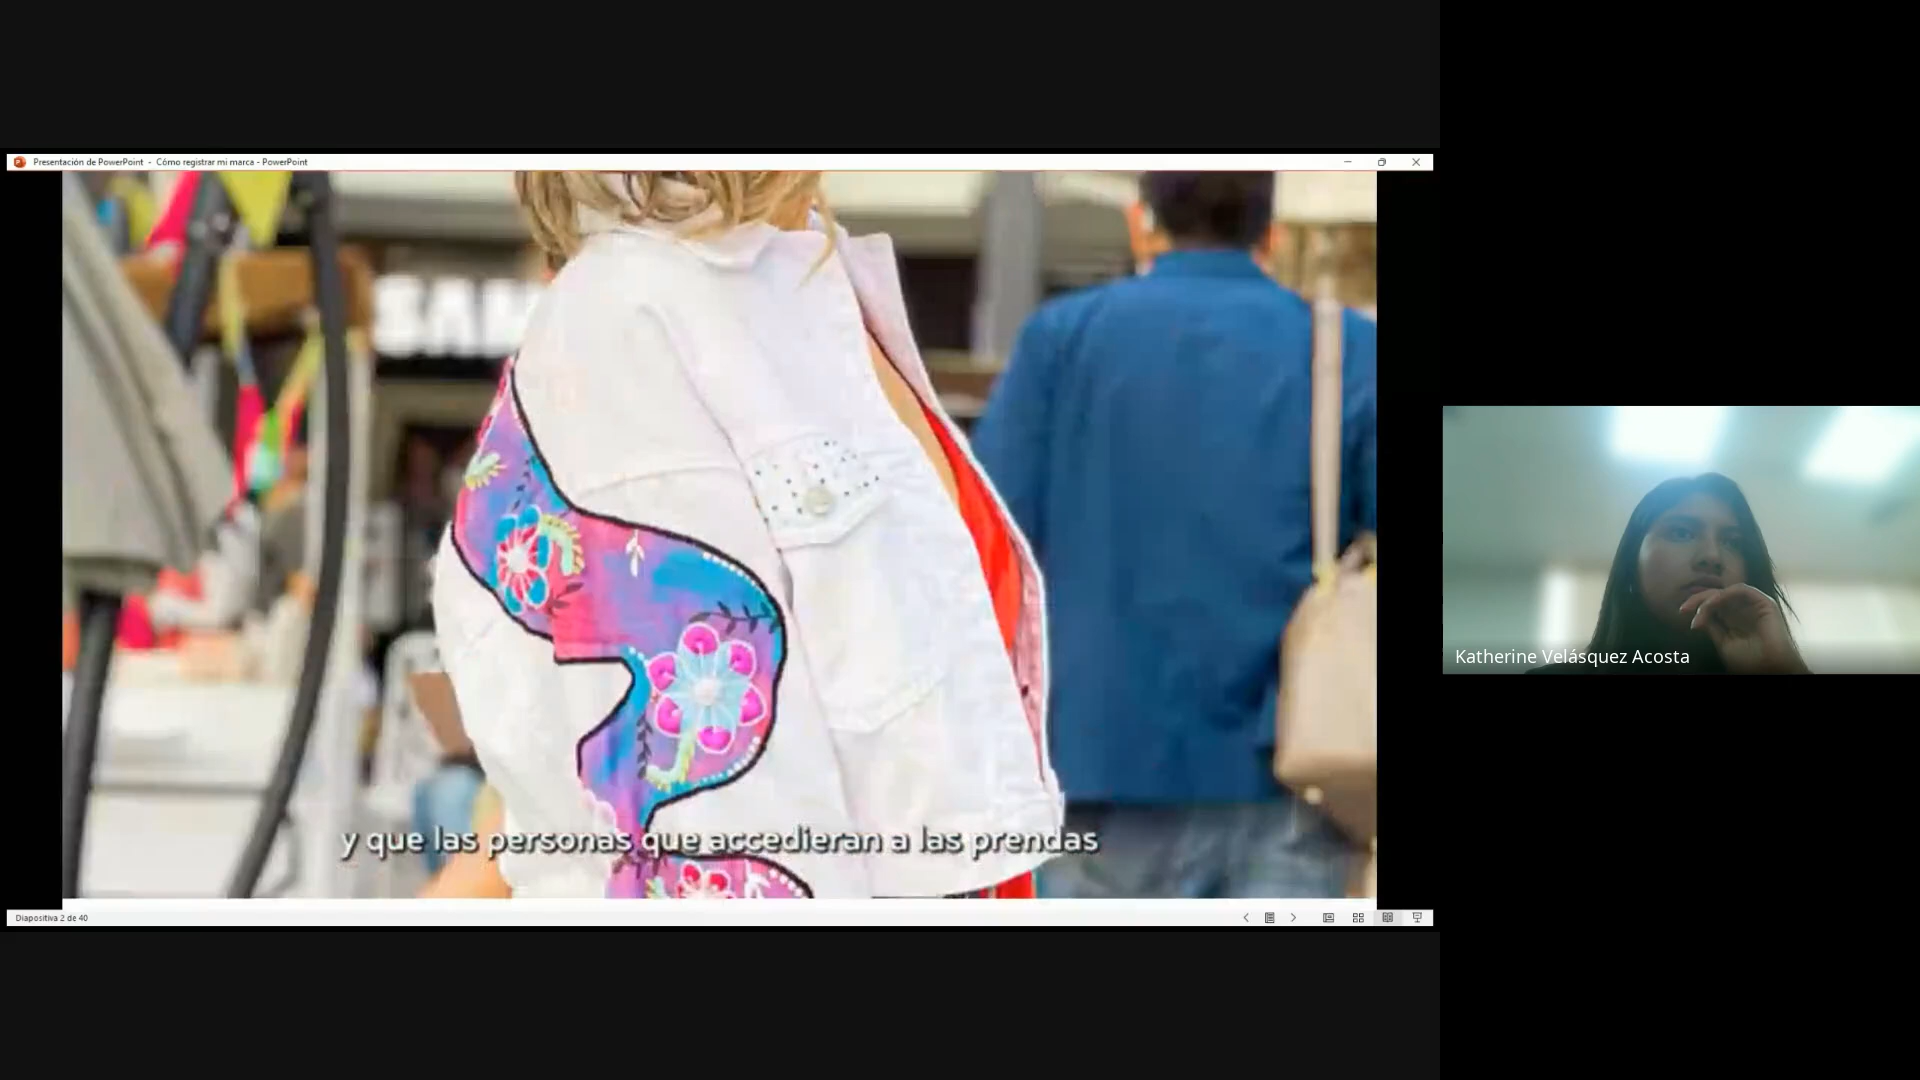 Presentación de PowerPoint - Cómo registrar mi marca - PowerPoint
SAM
y que las personas que accedieran a las prendas
Katherine Velásquez Acosta
Diapositiva 2 de 40